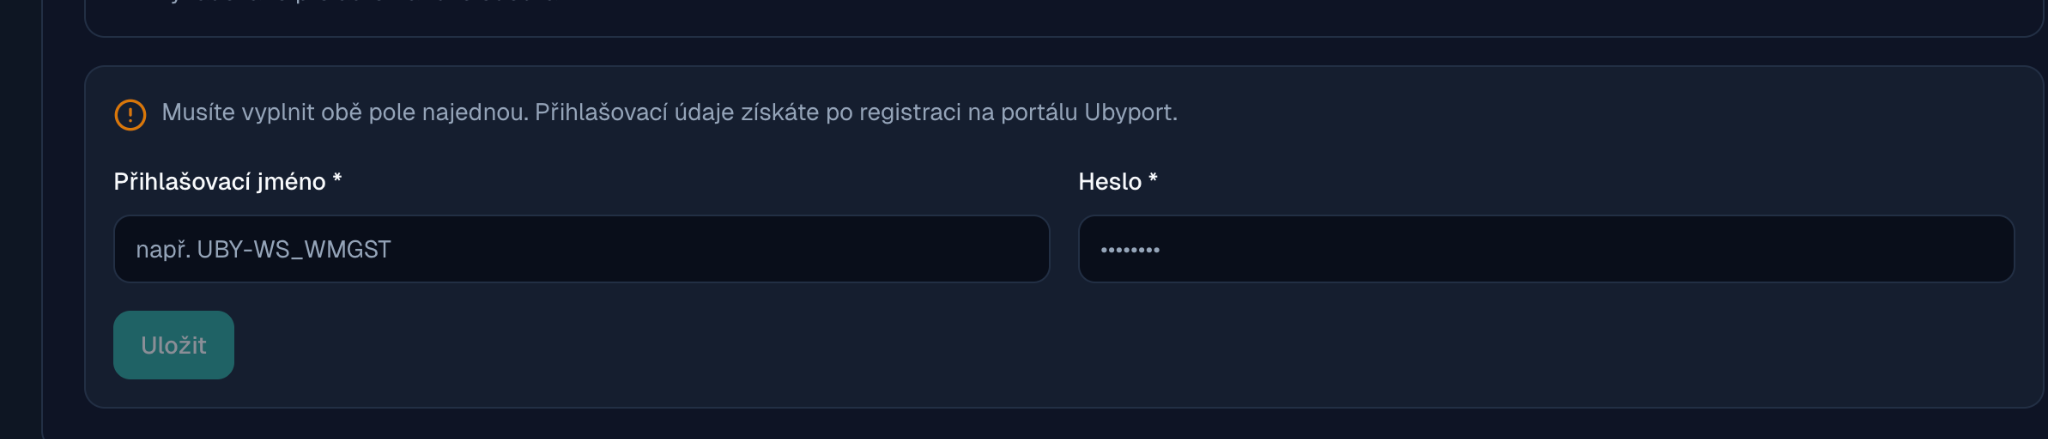 Musíte vyplnit obě pole najednou. Přihlašovací údaje získáte po registraci na portálu Ubyport.
Přihlašovací jméno *
Heslo *
např. UBY-WS_WMGST
••••••••
Uložit